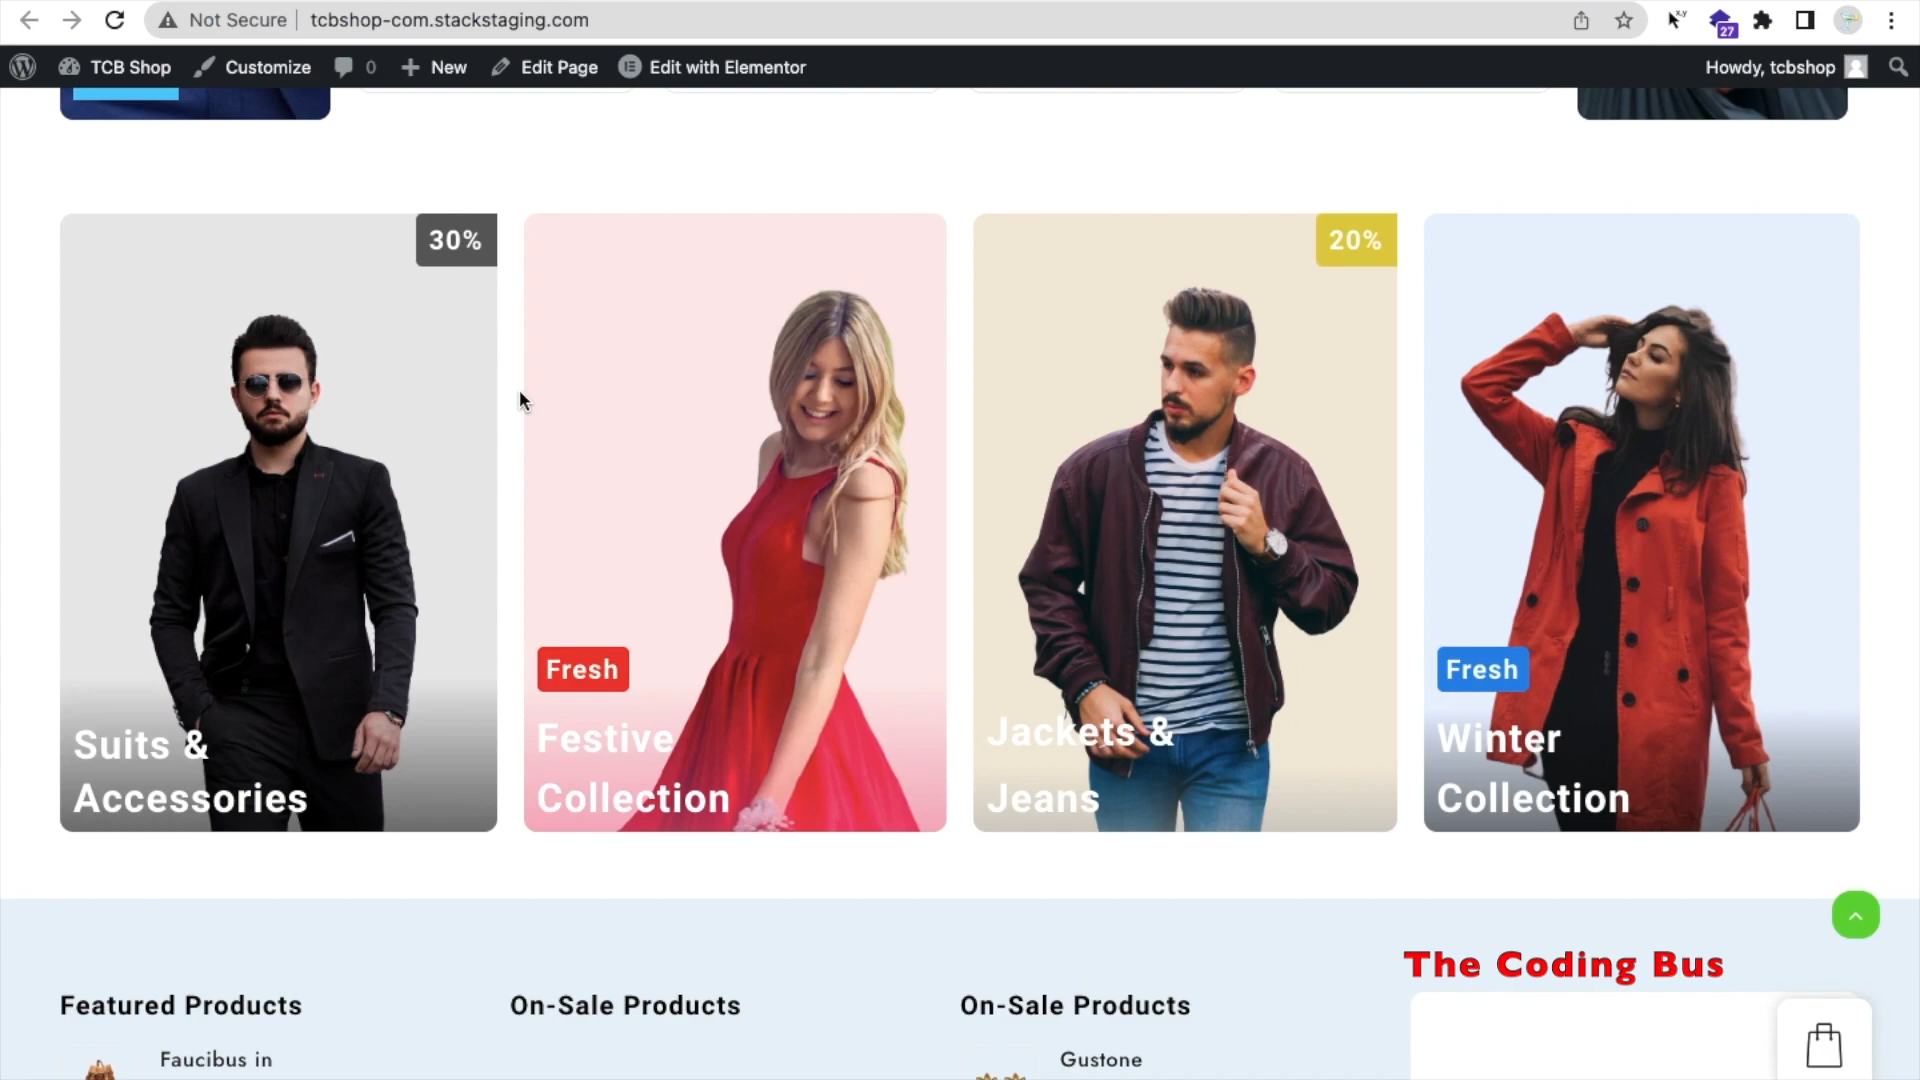 Not Secure | tcbshop-com.stackstaging.com
27
TCB Shop Customize 0 New Edit Page Edit with Elementor Howdy, tcbshop
30%
20%
Fresh
Fresh
Suits &
Accessories
Festive
Collection
Jackets &
Jeans
Winter
Collection
The Coding Bus
Featured Products On-Sale Products On-Sale Products
Faucibus in Gustone